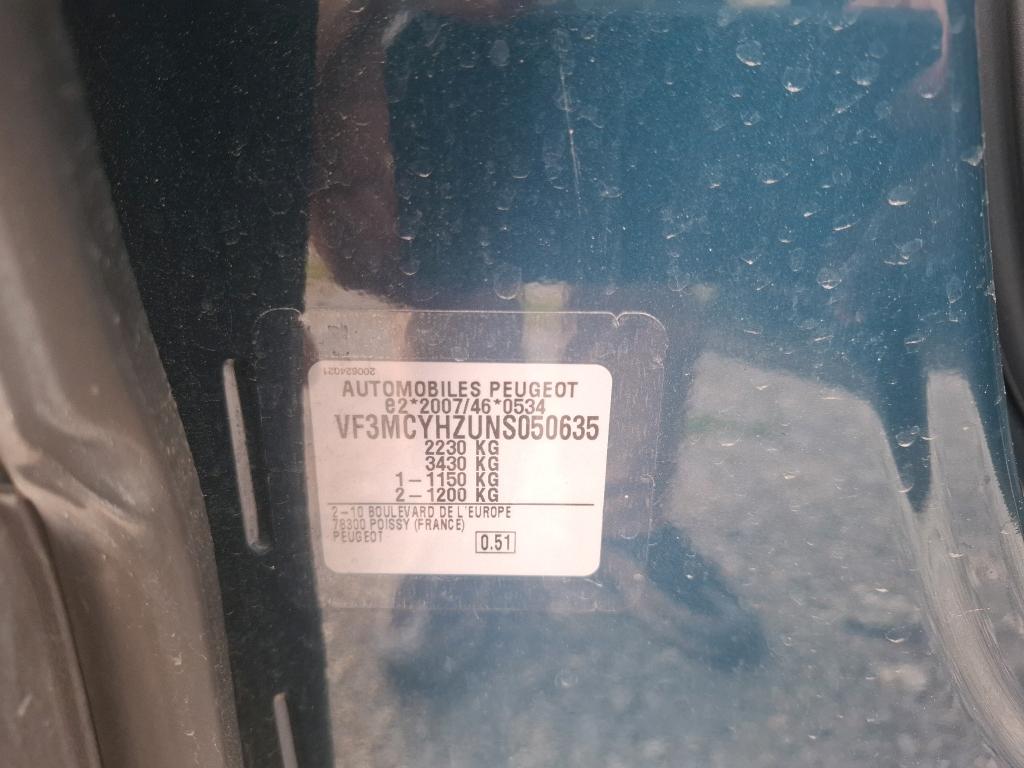 200624021
AUTOMOBILES PEUGEOT
e2*2007/46*0534
VF3MCYHZUNS050635
2230 KG
3430 KG
1-1150 KG
2-1200 KG
2-10 BOULEVARD DE L'EUROPE
78300 POISSY (FRANCE)
PEUGEOT
0.51